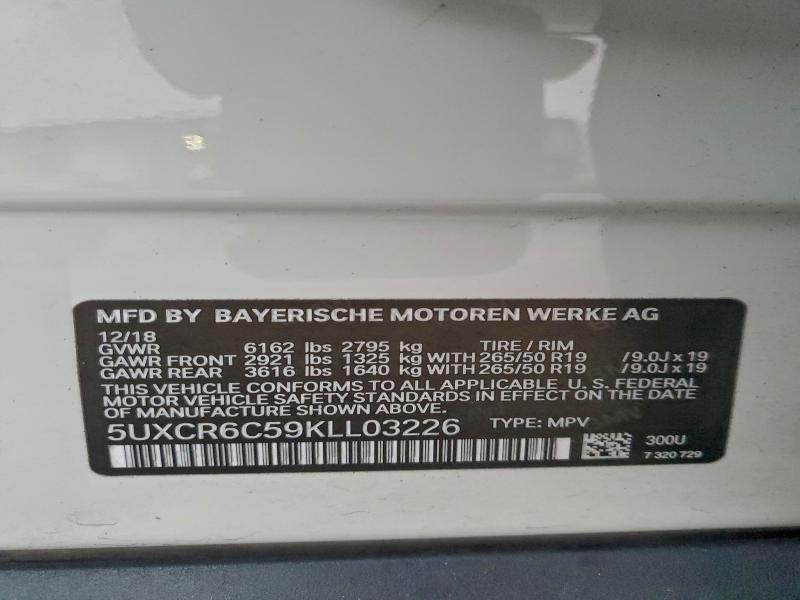 MFD BY BAYERISCHE MOTOREN WERKE AG
12/18
GVWR 6162 lbs 2795 kg TIRE / RIM
GAWR FRONT 2921 lbs 1325 kg WITH 265/50 R19 /9.0J x 19
GAWR REAR 3616 lbs 1640 kg WITH 265/50 R19 /9.0J x 19
THIS VEHICLE CONFORMS TO ALL APPLICABLE U. S. FEDERAL
MOTOR VEHICLE SAFETY STANDARDS IN EFFECT ON THE DATE
OF MANUFACTURE SHOWN ABOVE.
5UXCR6C59KLL03226 TYPE: MPV
300U
7 320 729